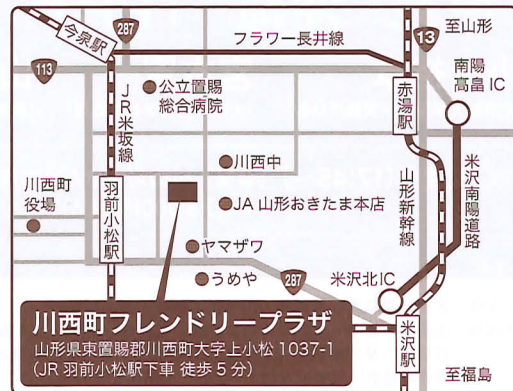 今泉駅
287
フラワー長井線
13
至山形
113
南陽
高畠IC
公立置賜
総合病院
JR米坂線
赤湯駅
川西中
川西町
役場
羽前小松駅
JA 山形おきたま本店
山形新幹線
米沢南陽道路
ヤマザワ
うめや
287
米沢北IC
川西町フレンドリープラザ
山形県東置賜郡川西町大字上小松 1037-1
(JR 羽前小松駅下車 徒歩 5 分)
米沢駅
至福島